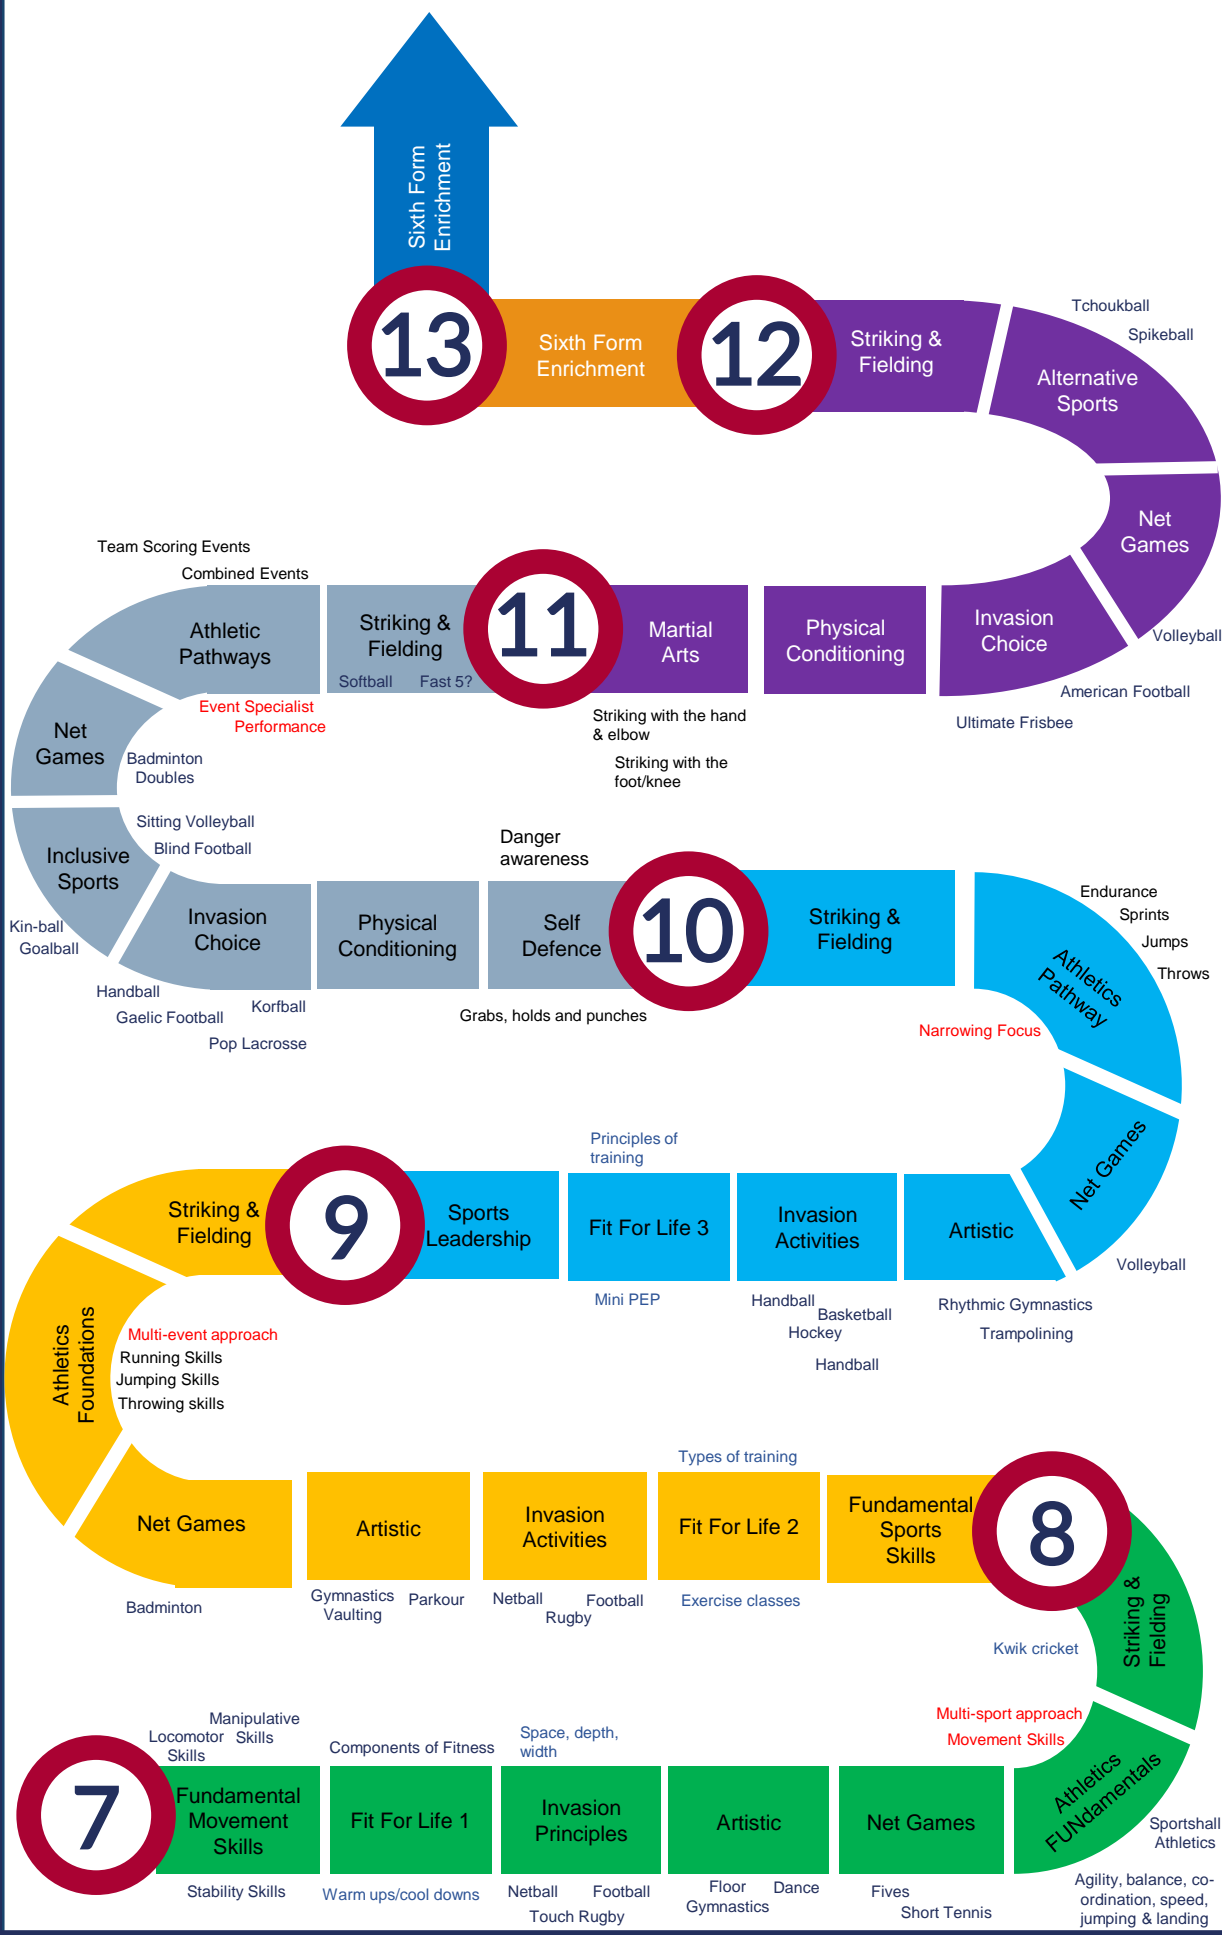 Sixth Form
Enrichment
13
Sixth Form
Enrichment
12
Striking &
Fielding
Tchoukball
Spikeball
Alternative
Sports
Net
Games
Volleyball
Invasion
Choice
American Football
Ultimate Frisbee
Physical
Conditioning
Martial
Arts
Striking with the hand
& elbow
Striking with the
foot/knee
11
Striking &
Fielding
Softball
Fast 5?
Team Scoring Events
Combined Events
Athletic
Pathways
Event Specialist
Performance
Net
Games
Badminton
Doubles
Sitting Volleyball
Blind Football
Inclusive
Sports
Kin-ball
Goalball
Invasion
Choice
Handball
Gaelic Football
Korfball
Pop Lacrosse
Physical
Conditioning
Danger
awareness
Self
Defence
Grabs, holds and punches
10
Striking &
Fielding
Endurance
Sprints
Jumps
Throws
Athletics
Pathway
Narrowing Focus
Net Games
Volleyball
Artistic
Rhythmic Gymnastics
Trampolining
Invasion
Activities
Handball
Basketball
Hockey
Handball
Principles of
training
Fit For Life 3
Mini PEP
Sports
Leadership
9
Striking &
Fielding
Athletics
Foundations
Multi-event approach
Running Skills
Jumping Skills
Throwing skills
Net Games
Badminton
Artistic
Gymnastics
Vaulting
Parkour
Invasion
Activities
Netball
Football
Rugby
Types of training
Fit For Life 2
Exercise classes
Fundamental
Sports
Skills
8
Striking &
Fielding
Kwik cricket
Multi-sport approach
Movement Skills
Athletics
FUNdamentals
Sportshall
Athletics
Agility, balance, co-
ordination, speed,
jumping & landing
Net Games
Fives
Short Tennis
Artistic
Floor
Gymnastics
Dance
Space, depth,
width
Invasion
Principles
Netball
Football
Touch Rugby
Components of Fitness
Fit For Life 1
Warm ups/cool downs
Manipulative
Skills
Locomotor
Skills
Fundamental
Movement
Skills
Stability Skills
7